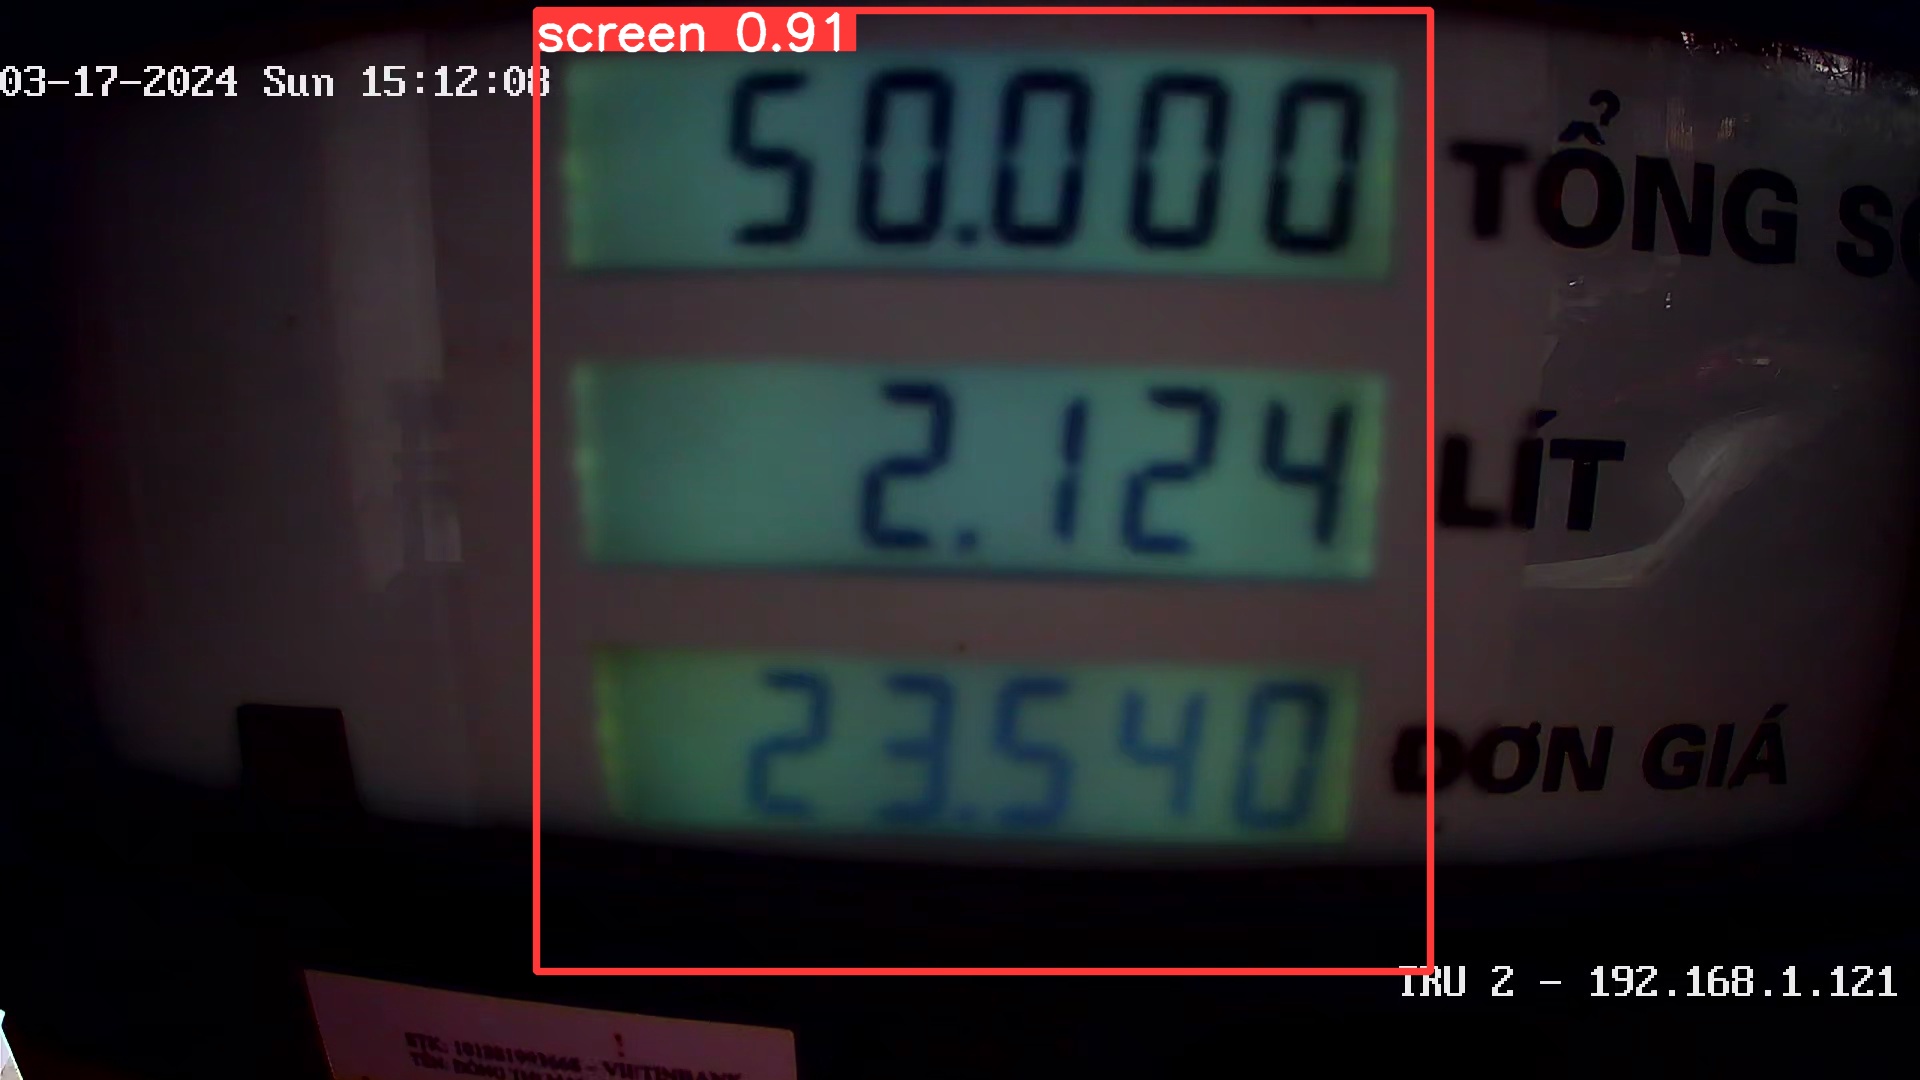 screen 0.91
03-17-2024 Sun 15:12:08
50.000
TỔNG SỐ
2.124
LÍT
23.540
ĐƠN GIÁ
TRU 2 - 192.168.1.121
- VIETINBANK